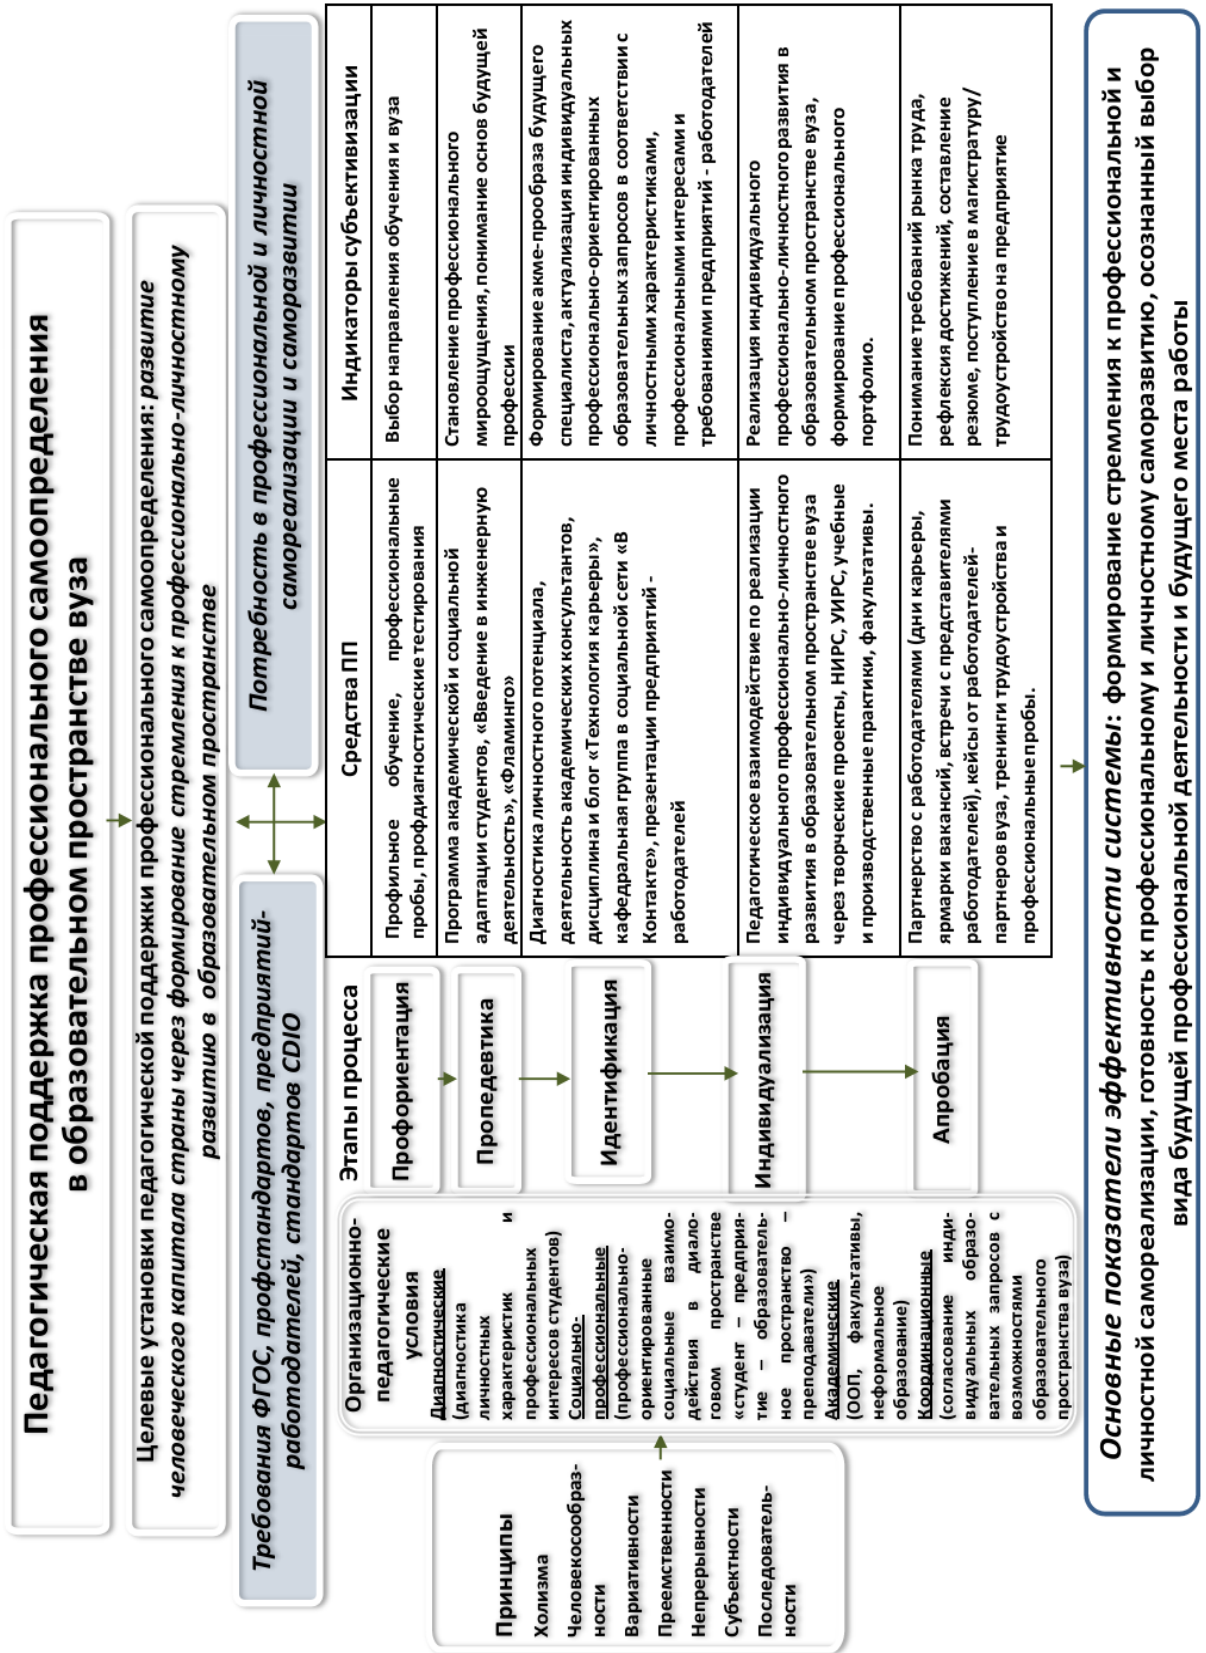 Педагогическая поддержка профессионального самоопределения
в образовательном пространстве вуза
Целевые установки педагогической поддержки профессионального самоопределения: развитие
человеческого капитала страны через формирование стремления к профессионально-личностному
развитию в образовательном пространстве
Требования ФГОС, профстандартов, предприятий-
работодателей, стандартов CDIO
Потребность в профессиональной и личностной
самореализации и саморазвитии
Принципы
Холизма
Человекосообраз-
ности
Вариативности
Преемственности
Непрерывности
Субъектности
Последователь-
ности
Организационно-
педагогические
условия
Диагностические
(диагностика
личностных
характеристик и
профессиональных
интересов студентов)
Социально-
профессиональные
(профессионально-
ориентированные
социальные взаимо-
действия в диало-
говом пространстве
«студент – предприя-
тие – образователь-
ное пространство –
преподаватели»)
Академические
(ООП, факультативы,
неформальное
образование)
Координационные
(согласование инди-
видуальных образо-
вательных запросов с
возможностями
образовательного
пространства вуза)
Этапы процесса
Профориентация
Пропедевтика
Идентификация
Индивидуализация
Апробация
Средства ПП
Индикаторы субъективизации
Профильное обучение, профессиональные
пробы, профдиагностические тестирования
Выбор направления обучения и вуза
Программа академической и социальной
адаптации студентов, «Введение в инженерную
деятельность», «Фламинго»
Становление профессионального
мироощущения, понимание основ будущей
профессии
Диагностика личностного потенциала,
деятельность академических консультантов,
дисциплина и блог «Технология карьеры»,
кафедральная группа в социальной сети «В
Контакте», презентации предприятий -
работодателей
Формирование акме-прообраза будущего
специалиста, актуализация индивидуальных
профессионально-ориентированных
образовательных запросов в соответствии с
личностными характеристиками,
профессиональными интересами и
требованиями предприятий - работодателей
Педагогическое взаимодействие по реализации
индивидуального профессионально-личностного
развития в образовательном пространстве вуза
через творческие проекты, НИРС, УИРС, учебные
и производственные практики, факультативы.
Реализация индивидуального
профессионально-личностного развития в
образовательном пространстве вуза,
формирование профессионального
портфолио.
Партнерство с работодателями (дни карьеры,
ярмарки вакансий, встречи с представителями
работодателей), кейсы от работодателей-
партнеров вуза, тренинги трудоустройства и
профессиональные пробы.
Понимание требований рынка труда,
рефлексия достижений, составление
резюме, поступление в магистратуру/
трудоустройство на предприятие
Основные показатели эффективности системы: формирование стремления к профессиональной и
личностной самореализации, готовность к профессиональному и личностному саморазвитию, осознанный выбор
вида будущей профессиональной деятельности и будущего места работы